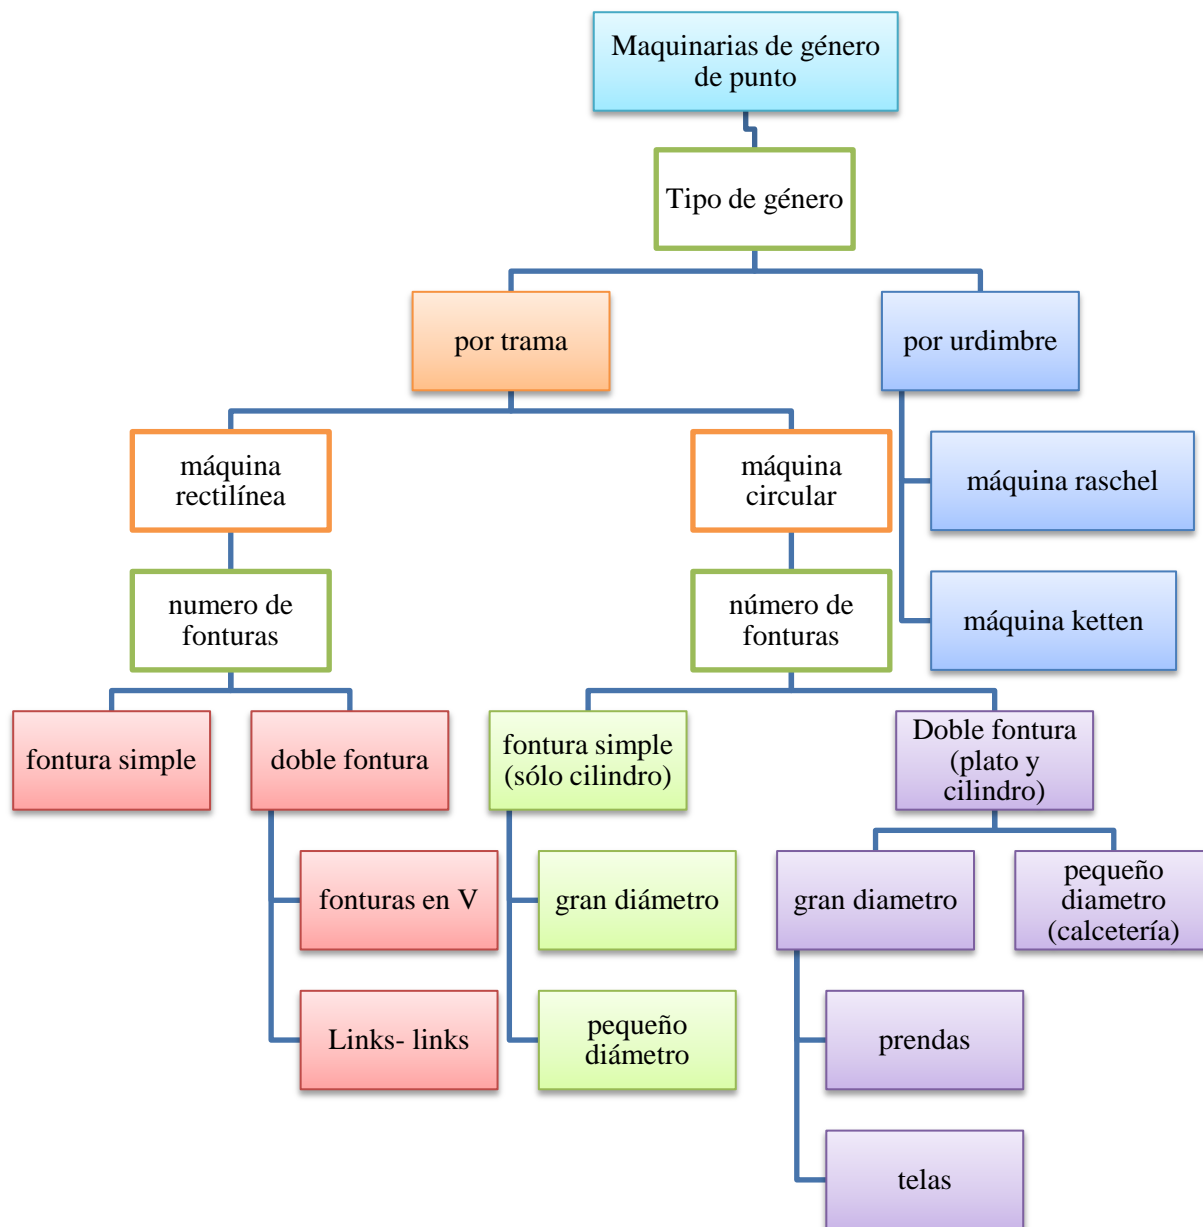 Maquinarias de género
de punto
Tipo de género
por trama
por urdimbre
máquina
rectilínea
máquina
circular
máquina raschel
numero de
fonturas
número de
fonturas
máquina ketten
fontura simple
doble fontura
fontura simple
(sólo cilindro)
Doble fontura
(plato y
cilindro)
fonturas en V
gran diámetro
gran diametro
pequeño
diametro
(calcetería)
Links- links
pequeño
diámetro
prendas
telas